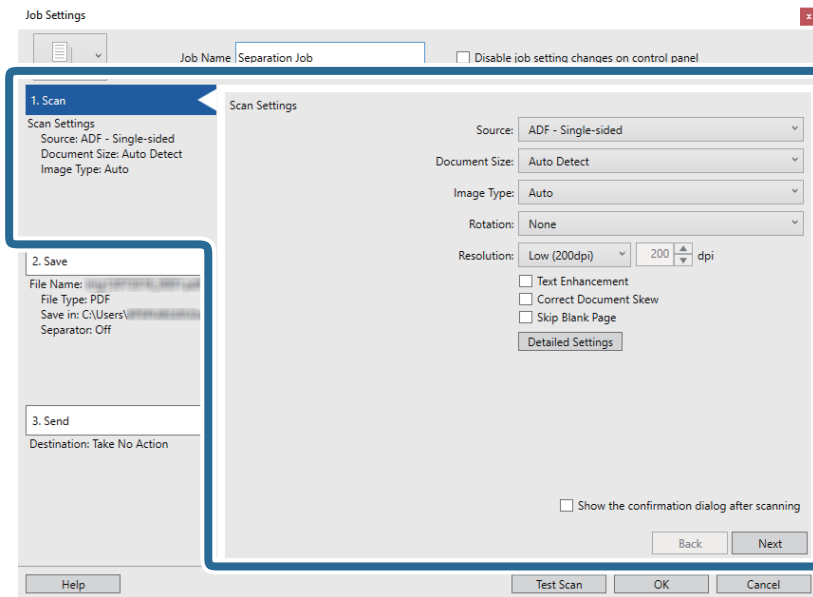 Job Settings
Job Name Separation Job
Disable job setting changes on control panel
1. Scan
Scan Settings
Source: ADF - Single-sided
Document Size: Auto Detect
Image Type: Auto
2. Save
File Name:
File Type: PDF
Save in: C:\Users\
Separator: Off
3. Send
Destination: Take No Action
Scan Settings
Source: ADF - Single-sided
Document Size: Auto Detect
Image Type: Auto
Rotation: None
Resolution: Low (200dpi) 200 dpi
Text Enhancement
Correct Document Skew
Skip Blank Page
Detailed Settings
Show the confirmation dialog after scanning
Back Next
Help Test Scan OK Cancel